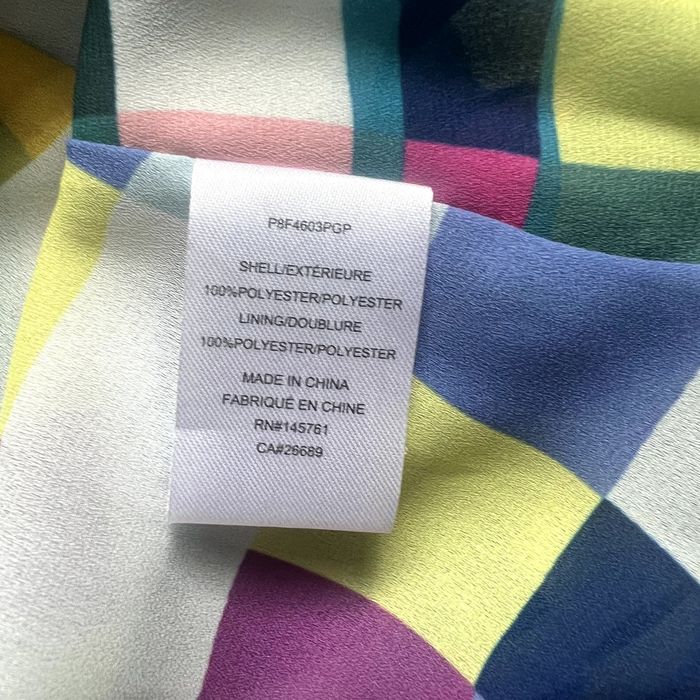 P8F4603PGP
SHELL/EXTÉRIEURE
100%POLYESTER/POLYESTER
LINING/DOUBLURE
100%POLYESTER/POLYESTER
MADE IN CHINA
FABRIQUÉ EN CHINE
RN#145761
CA#26689